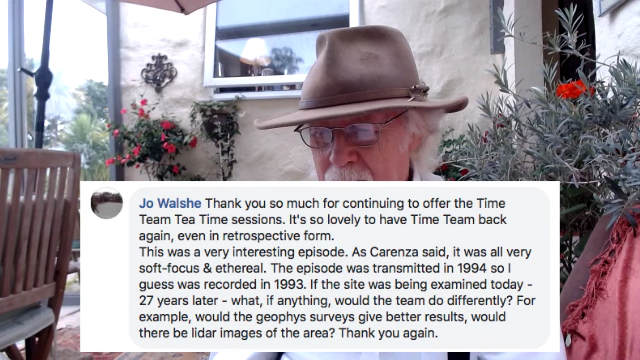 Jo Walshe Thank you so much for continuing to offer the Time
Team Tea Time sessions. It's so lovely to have Time Team back
again, even in retrospective form.
This was a very interesting episode. As Carenza said, it was all very
soft-focus & ethereal. The episode was transmitted in 1994 so I
guess was recorded in 1993. If the site was being examined today -
27 years later - what, if anything, would the team do differently? For
example, would the geophys surveys give better results, would
there be lidar images of the area? Thank you again.